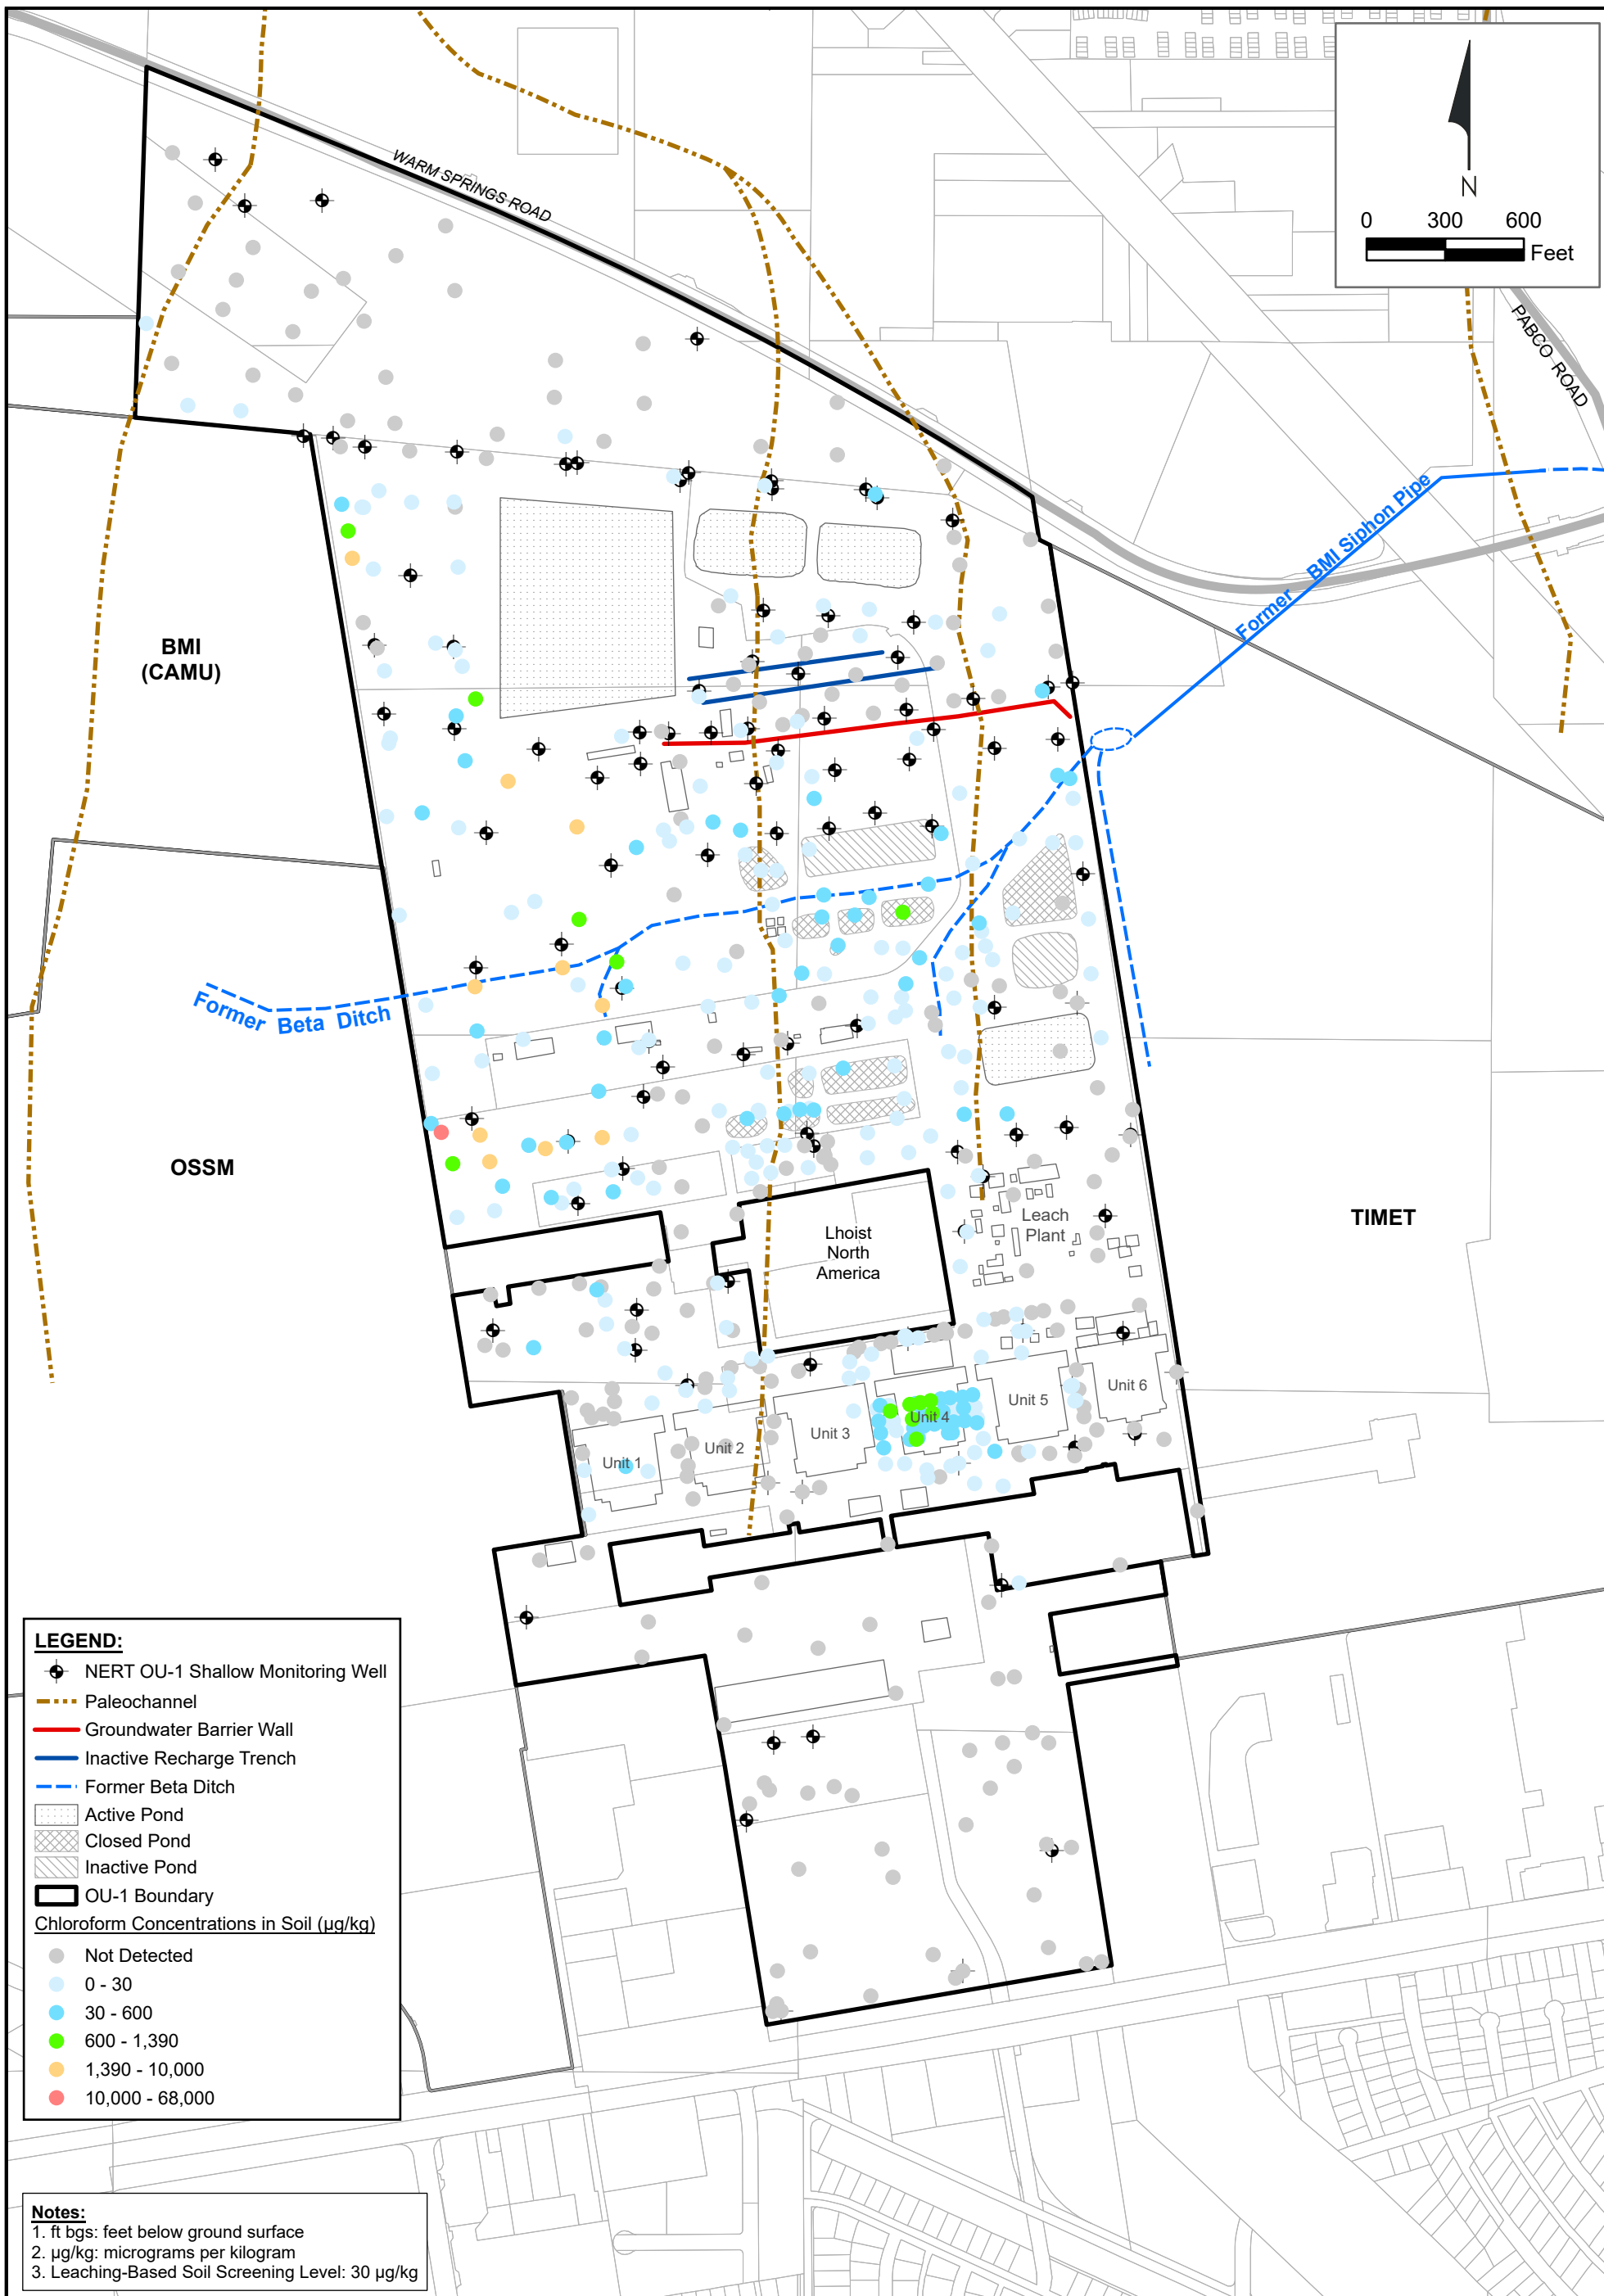 WARM SPRINGS ROAD
N
0 300 600
Feet
PABCO ROAD
Former BMI Siphon Pipe
BMI
(CAMU)
Former Beta Ditch
OSSM
TIMET
Lhoist
North
America
Leach
Plant
Unit 1
Unit 2
Unit 3
Unit 4
Unit 5
Unit 6
LEGEND:
NERT OU-1 Shallow Monitoring Well
Paleochannel
Groundwater Barrier Wall
Inactive Recharge Trench
Former Beta Ditch
Active Pond
Closed Pond
Inactive Pond
OU-1 Boundary
Chloroform Concentrations in Soil (µg/kg)
Not Detected
0 - 30
30 - 600
600 - 1,390
1,390 - 10,000
10,000 - 68,000
Notes:
1. ft bgs: feet below ground surface
2. µg/kg: micrograms per kilogram
3. Leaching-Based Soil Screening Level: 30 µg/kg